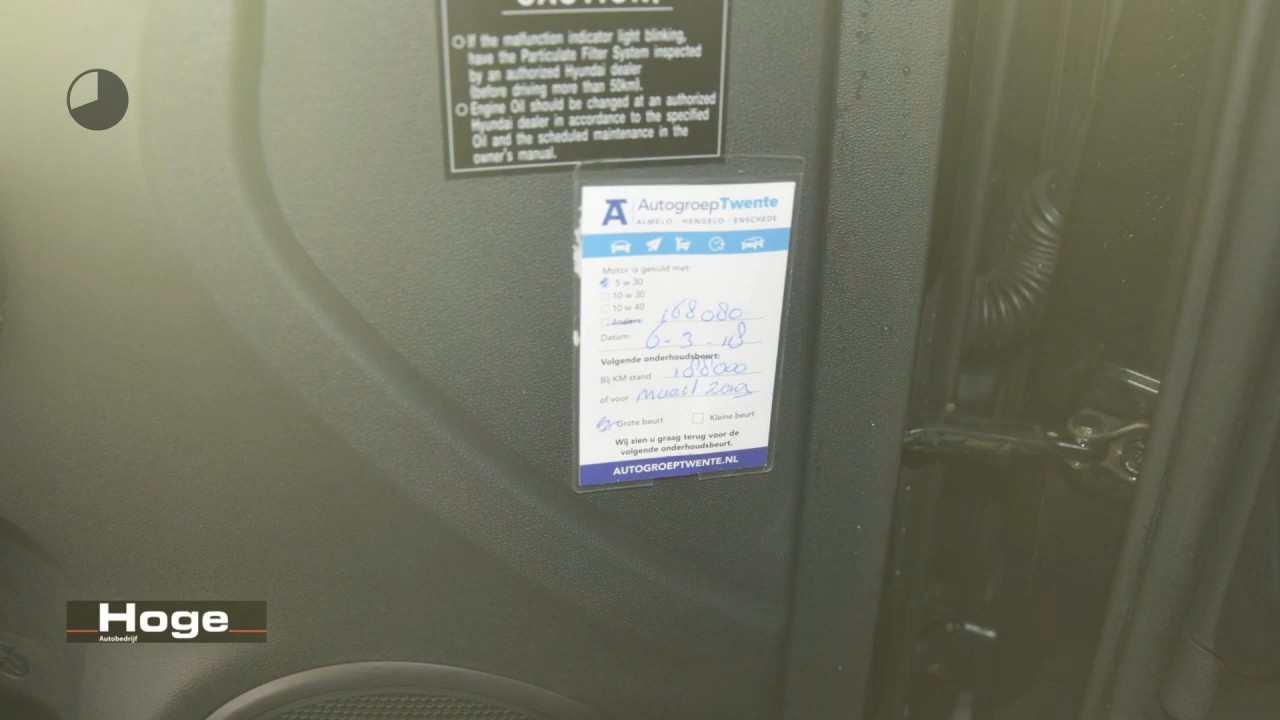 CAUTION!
If the malfunction indicator light blinking,
have the Particulate Filter System inspected
by an authorized Hyundai dealer
(before driving more than 50km).
Engine Oil should be changed at an authorized
Hyundai dealer in accordance to the specified
Oil and the scheduled maintenance in the
owner's manual.
AutogroepTwente
ALMELO | HENGELO | ENSCHEDE
Motor is gevuld met:
5 w 30
10 w 30
10 w 40
Anders: 168080
Datum: 6-3-18
Volgende onderhoudsbeurt:
Bij KM stand 188000
of voor maart 2019
Grote beurt Kleine beurt
Wij zien u graag terug voor de
volgende onderhoudsbeurt.
AUTOGROEPTWENTE.NL
Hoge
Autobedrijf